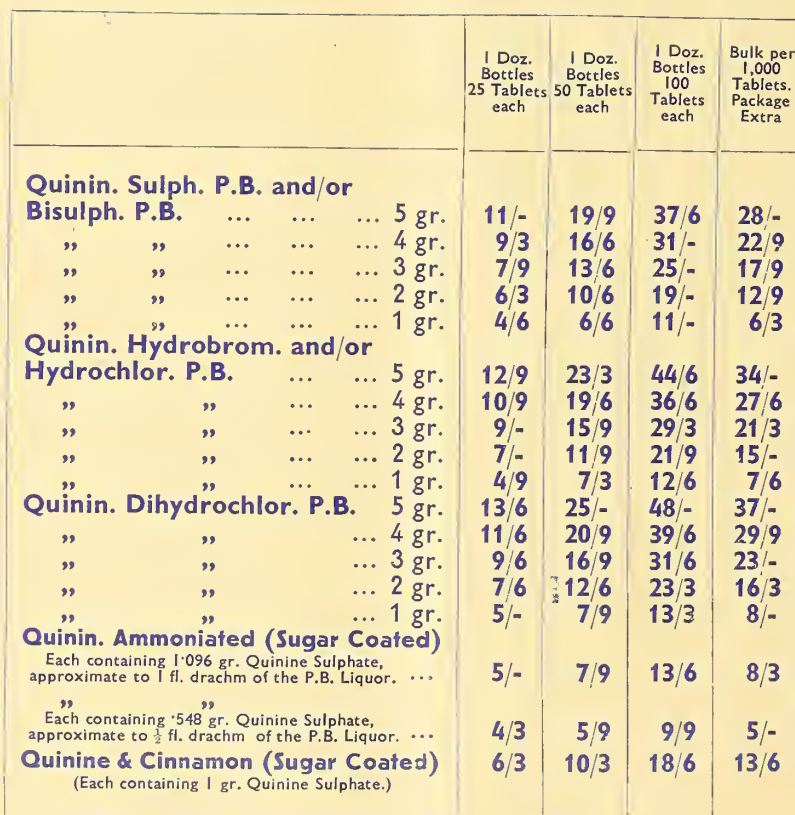 1 Doz. Bottles 25 Tablets each 1 Doz. Bottles 50 Tablets each 1 Doz. Bottles 100 Tablets each Bulk per 1,000 Tablets. Package Extra
Quinin. Sulph. P.B. and/or
Bisulph. P.B. ... ... ... 5 gr. 11/- 19/9 37/6 28/-
„ „ ... ... ... 4 gr. 9/3 16/6 31/- 22/9
„ „ ... ... ... 3 gr. 7/9 13/6 25/- 17/9
„ „ ... ... ... 2 gr. 6/3 10/6 19/- 12/9
„ „ ... ... ... 1 gr. 4/6 6/6 11/- 6/3
Quinin. Hydrobrom. and/or
Hydrochlor. P.B. ... ... 5 gr. 12/9 23/3 44/6 34/-
„ „ ... ... 4 gr. 10/9 19/6 36/6 27/6
„ „ ... ... 3 gr. 9/- 15/9 29/3 21/3
„ „ ... ... 2 gr. 7/- 11/9 21/9 15/-
„ „ ... ... 1 gr. 4/9 7/3 12/6 7/6
Quinin. Dihydrochlor. P.B. 5 gr. 13/6 25/- 48/- 37/-
„ „ ... 4 gr. 11/6 20/9 39/6 29/9
„ „ ... 3 gr. 9/6 16/9 31/6 23/-
„ „ ... 2 gr. 7/6 12/6 23/3 16/3
„ „ ... 1 gr. 5/- 7/9 13/3 8/-
Quinin. Ammoniated (Sugar Coated)
Each containing 1·096 gr. Quinine Sulphate,
approximate to 1 fl. drachm of the P.B. Liquor. ... 5/- 7/9 13/6 8/3
„ „
Each containing ·548 gr. Quinine Sulphate,
approximate to ½ fl. drachm of the P.B. Liquor. ... 4/3 5/9 9/9 5/-
Quinine & Cinnamon (Sugar Coated) 6/3 10/3 18/6 13/6
(Each containing 1 gr. Quinine Sulphate.)